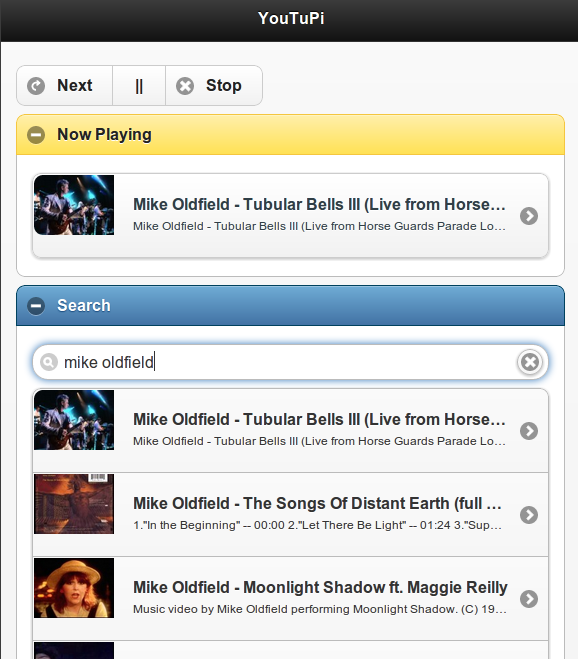 YouTuPi
Next || Stop
Now Playing
Mike Oldfield - Tubular Bells III (Live from Horse...
Mike Oldfield - Tubular Bells III (Live from Horse Guards Parade Lo...
Search
mike oldfield
Mike Oldfield - Tubular Bells III (Live from Horse...
Mike Oldfield - Tubular Bells III (Live from Horse Guards Parade Lo...
Mike Oldfield - The Songs Of Distant Earth (full ...
1."In the Beginning" -- 00:00 2."Let There Be Light" -- 01:24 3."Sup...
Mike Oldfield - Moonlight Shadow ft. Maggie Reilly
Music video by Mike Oldfield performing Moonlight Shadow. (C) 19...